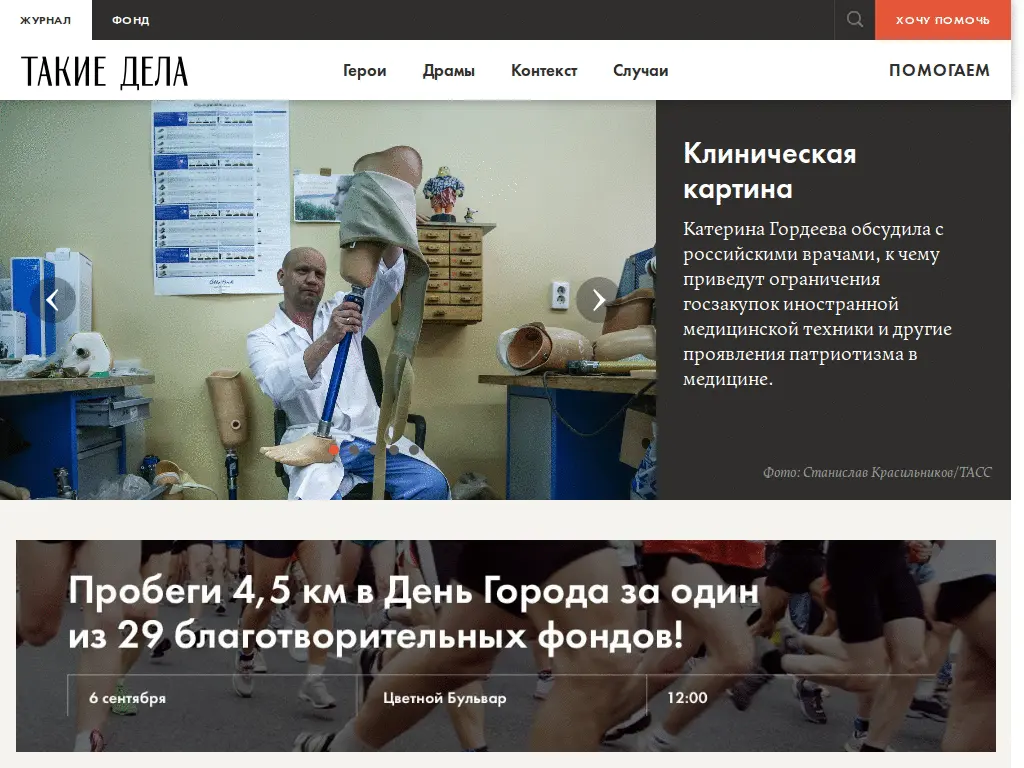 ЖУРНАЛ ФОНД ХОЧУ ПОМОЧЬ
ТАКИЕ ДЕЛА Герои Драмы Контекст Случаи ПОМОГАЕМ
Клиническая
картина
Катерина Гордеева обсудила с
российскими врачами, к чему
приведут ограничения
госзакупок иностранной
медицинской техники и другие
проявления патриотизма в
медицине.
Фото: Станислав Красильников/ТАСС
Пробеги 4,5 км в День Города за один
из 29 благотворительных фондов!
6 сентября Цветной Бульвар 12:00